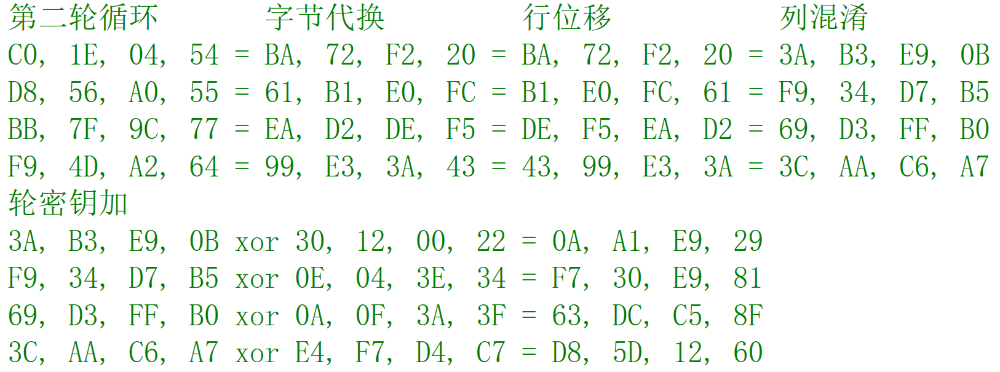 第二轮循环 字节代换 行位移 列混淆
C0, 1E, 04, 54 = BA, 72, F2, 20 = BA, 72, F2, 20 = 3A, B3, E9, 0B
D8, 56, A0, 55 = 61, B1, E0, FC = B1, E0, FC, 61 = F9, 34, D7, B5
BB, 7F, 9C, 77 = EA, D2, DE, F5 = DE, F5, EA, D2 = 69, D3, FF, B0
F9, 4D, A2, 64 = 99, E3, 3A, 43 = 43, 99, E3, 3A = 3C, AA, C6, A7
轮密钥加
3A, B3, E9, 0B xor 30, 12, 00, 22 = 0A, A1, E9, 29
F9, 34, D7, B5 xor 0E, 04, 3E, 34 = F7, 30, E9, 81
69, D3, FF, B0 xor 0A, 0F, 3A, 3F = 63, DC, C5, 8F
3C, AA, C6, A7 xor E4, F7, D4, C7 = D8, 5D, 12, 60